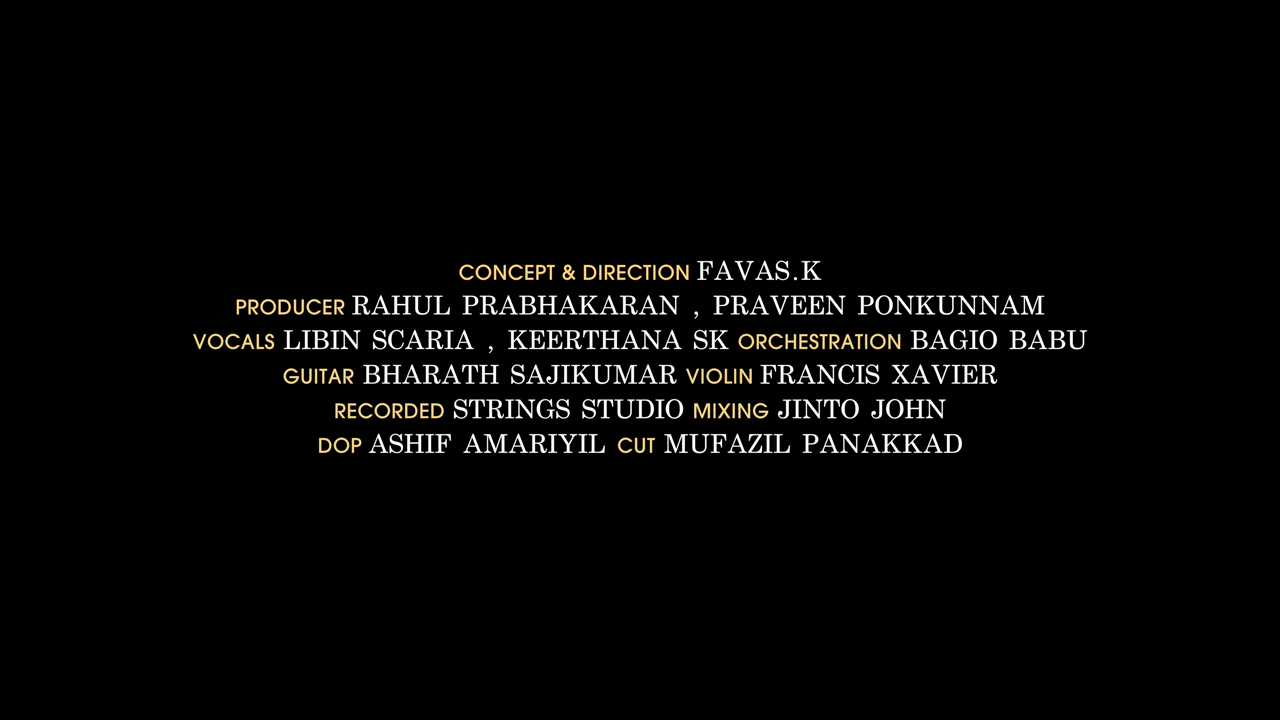 CONCEPT & DIRECTION FAVAS.K
PRODUCER RAHUL PRABHAKARAN , PRAVEEN PONKUNNAM
VOCALS LIBIN SCARIA , KEERTHANA SK ORCHESTRATION BAGIO BABU
GUITAR BHARATH SAJIKUMAR VIOLIN FRANCIS XAVIER
RECORDED STRINGS STUDIO MIXING JINTO JOHN
DOP ASHIF AMARIYIL CUT MUFAZIL PANAKKAD